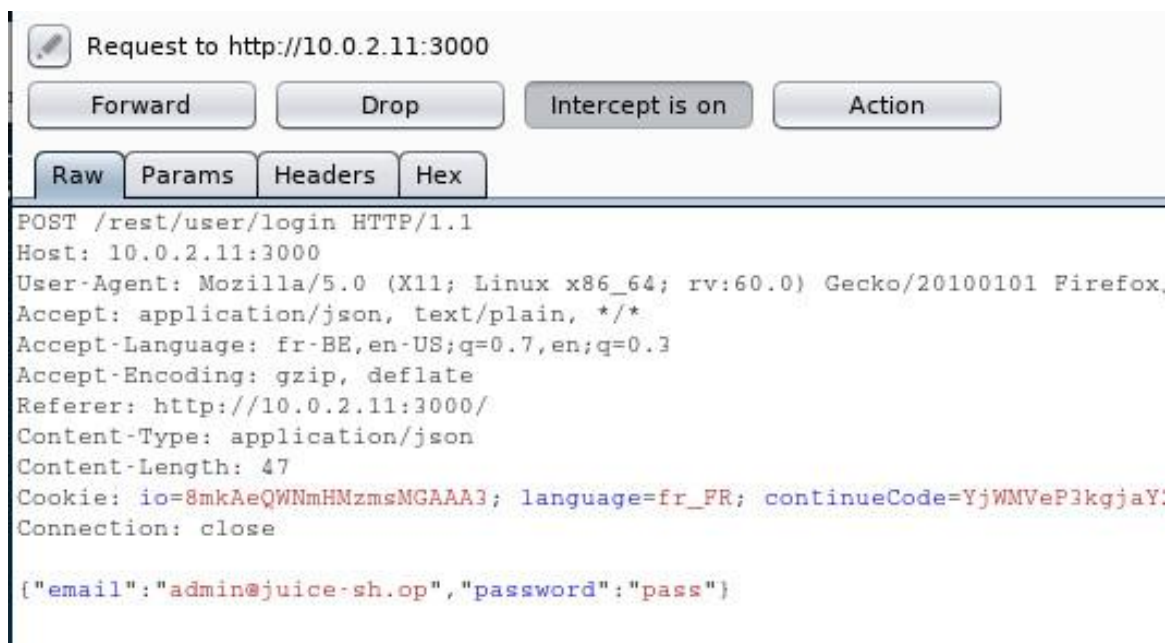 Request to http://10.0.2.11:3000
Forward Drop Intercept is on Action
Raw Params Headers Hex
POST /rest/user/login HTTP/1.1
Host: 10.0.2.11:3000
User-Agent: Mozilla/5.0 (X11; Linux x86_64; rv:60.0) Gecko/20100101 Firefox
Accept: application/json, text/plain, */*
Accept-Language: fr-BE,en-US;q=0.7,en;q=0.3
Accept-Encoding: gzip, deflate
Referer: http://10.0.2.11:3000/
Content-Type: application/json
Content-Length: 47
Cookie: io=8mkAeQWNmHMzmsMGAAA3; language=fr_FR; continueCode=YjWMVeP3kgjaY
Connection: close
{"email":"admin@juice-sh.op","password":"pass"}